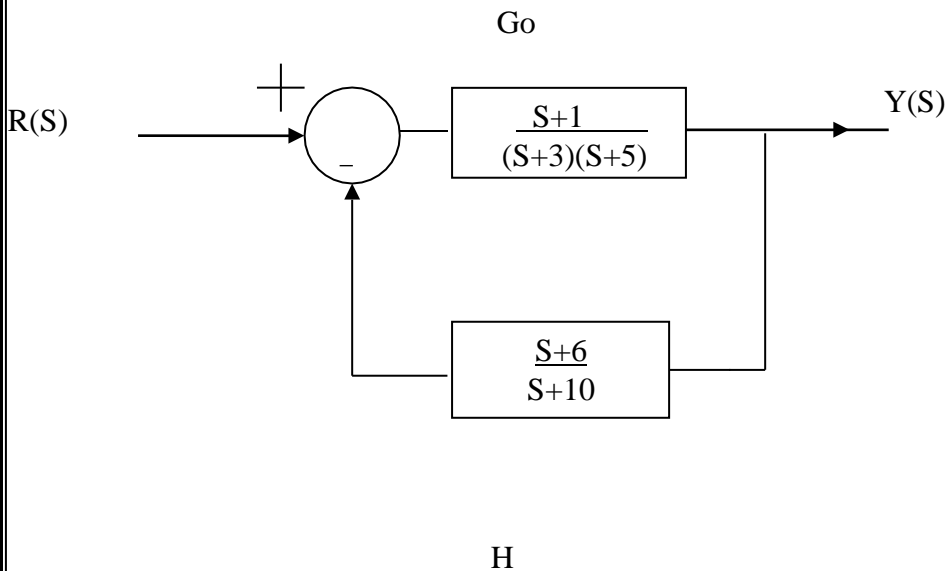 Go
R(S)
+
S+1
(S+3)(S+5)
Y(S)
–
S+6
S+10
H